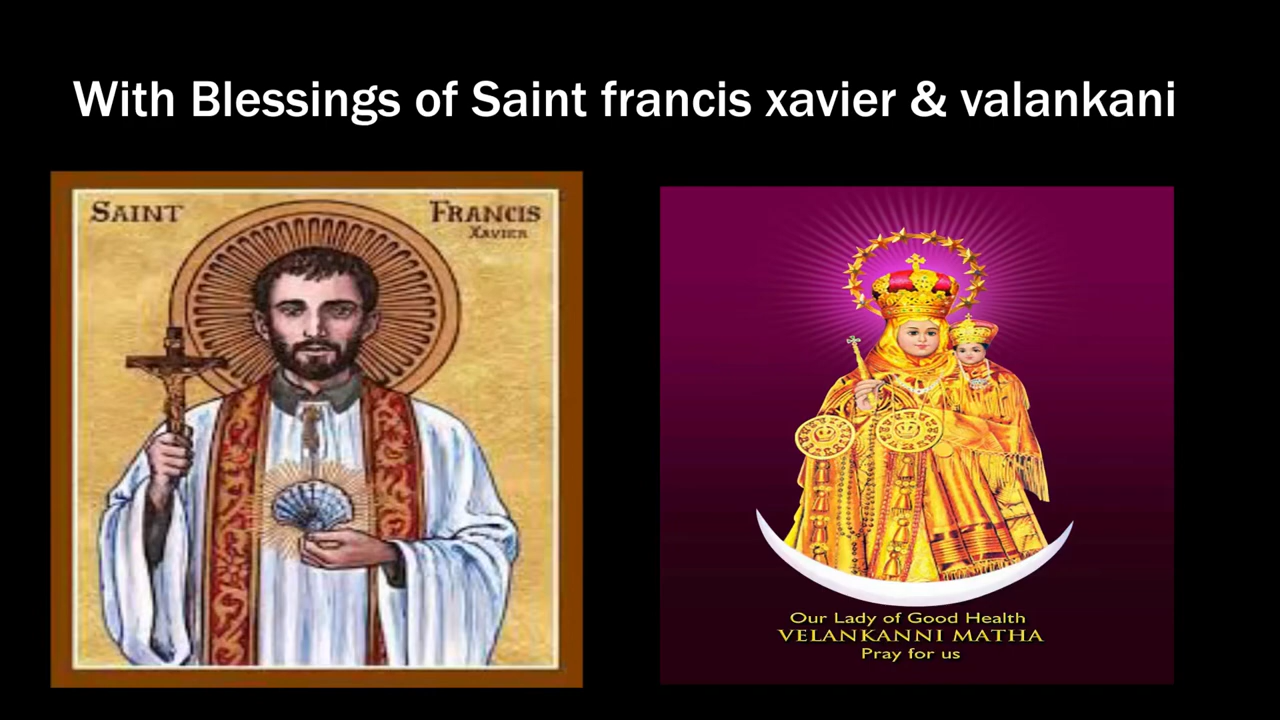 With Blessings of Saint francis xavier & valankani
SAINT FRANCIS
XAVIER
Our Lady of Good Health
VELANKANNI MATHA
Pray for us